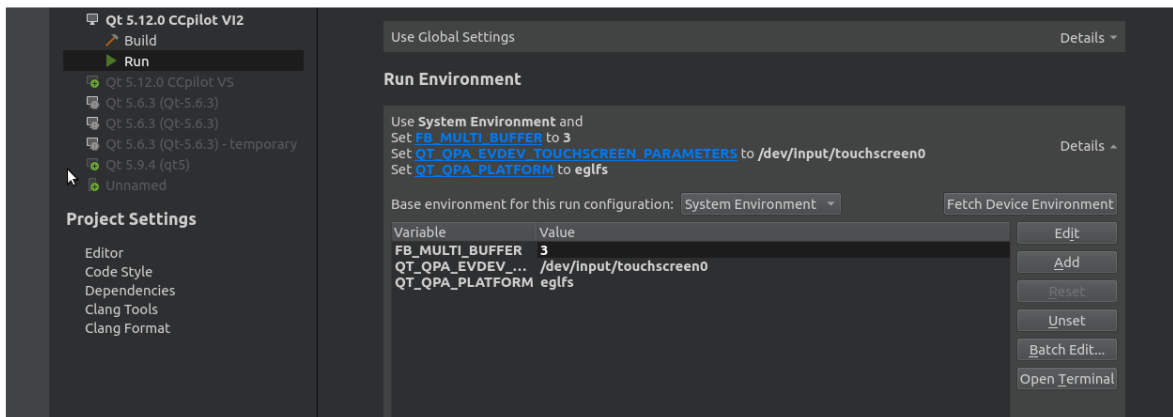 Qt 5.12.0 CCpilot VI2
Build
Run
Qt 5.12.0 CCpilot VS
Qt 5.6.3 (Qt-5.6.3)
Qt 5.6.3 (Qt-5.6.3)
Qt 5.6.3 (Qt-5.6.3) - temporary
Qt 5.9.4 (qt5)
Unnamed
Project Settings
Editor
Code Style
Dependencies
Clang Tools
Clang Format
Use Global Settings
Details
Run Environment
Use System Environment and
Set FB_MULTI_BUFFER to 3
Set QT_QPA_EVDEV_TOUCHSCREEN_PARAMETERS to /dev/input/touchscreen0
Set QT_QPA_PLATFORM to eglfs
Details
Base environment for this run configuration: System Environment
Fetch Device Environment
Variable Value
FB_MULTI_BUFFER 3
QT_QPA_EVDEV_... /dev/input/touchscreen0
QT_QPA_PLATFORM eglfs
Edit
Add
Reset
Unset
Batch Edit...
Open Terminal